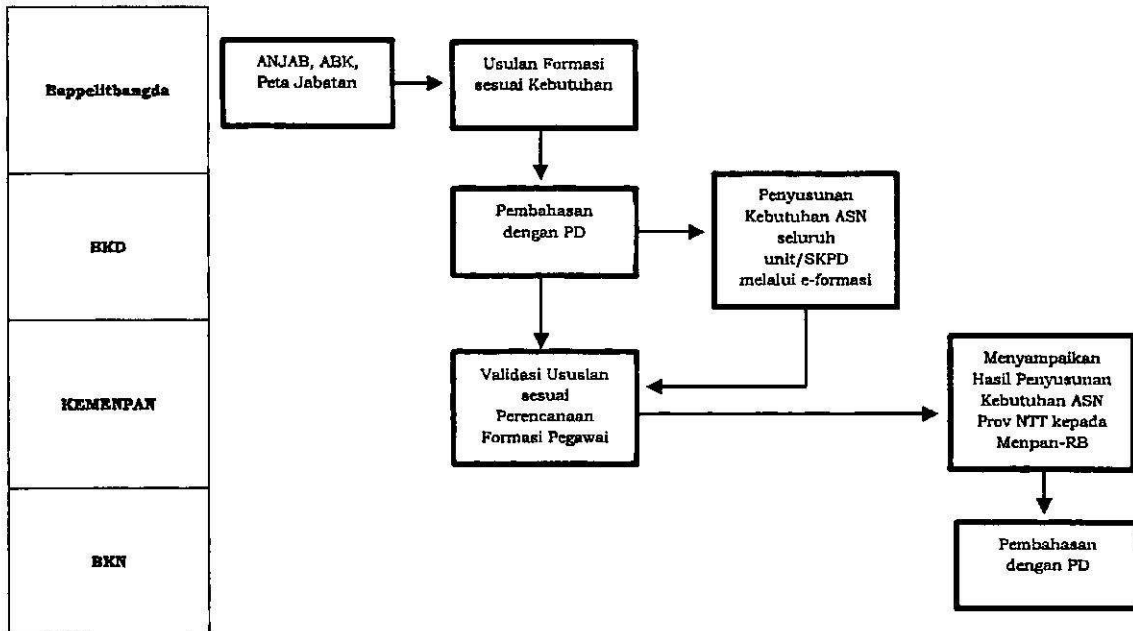 Bappelitbangda
ANJAB, ABK,
Peta Jabatan
Usulan Formasi
sesuai Kebutuhan
BKD
Pembahasan
dengan PD
Penyusunan
Kebutuhan ASN
seluruh
unit/SKPD
melalui e-formasi
KEMENPAN
Validasi Ususlan
sesuai
Perencanaan
Formasi Pegawai
Menyampaikan
Hasil Penyusunan
Kebutuhan ASN
Prov NTT kepada
Menpan-RB
BKN
Pembahasan
dengan PD